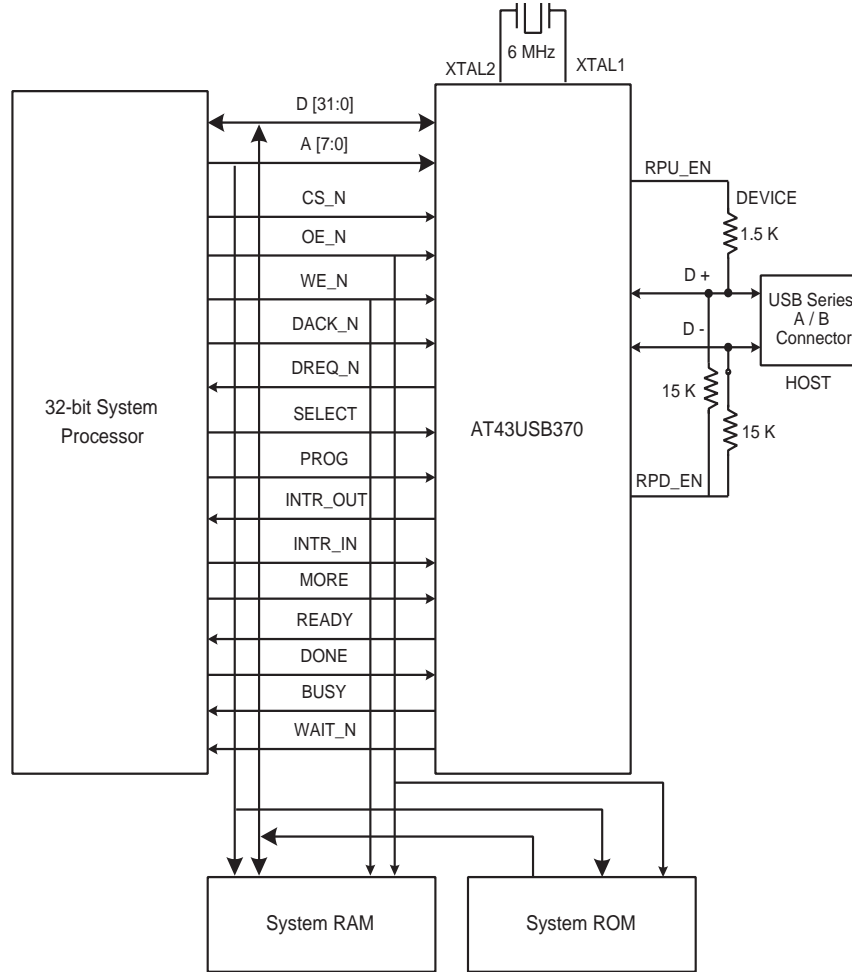 6 MHz
XTAL2
XTAL1
D [31:0]
A [7:0]
CS_N
OE_N
WE_N
DACK_N
DREQ_N
SELECT
PROG
INTR_OUT
INTR_IN
MORE
READY
DONE
BUSY
WAIT_N
32-bit System
Processor
AT43USB370
RPU_EN
DEVICE
1.5 K
D +
D -
USB Series
A / B
Connector
HOST
15 K
15 K
RPD_EN
System RAM
System ROM